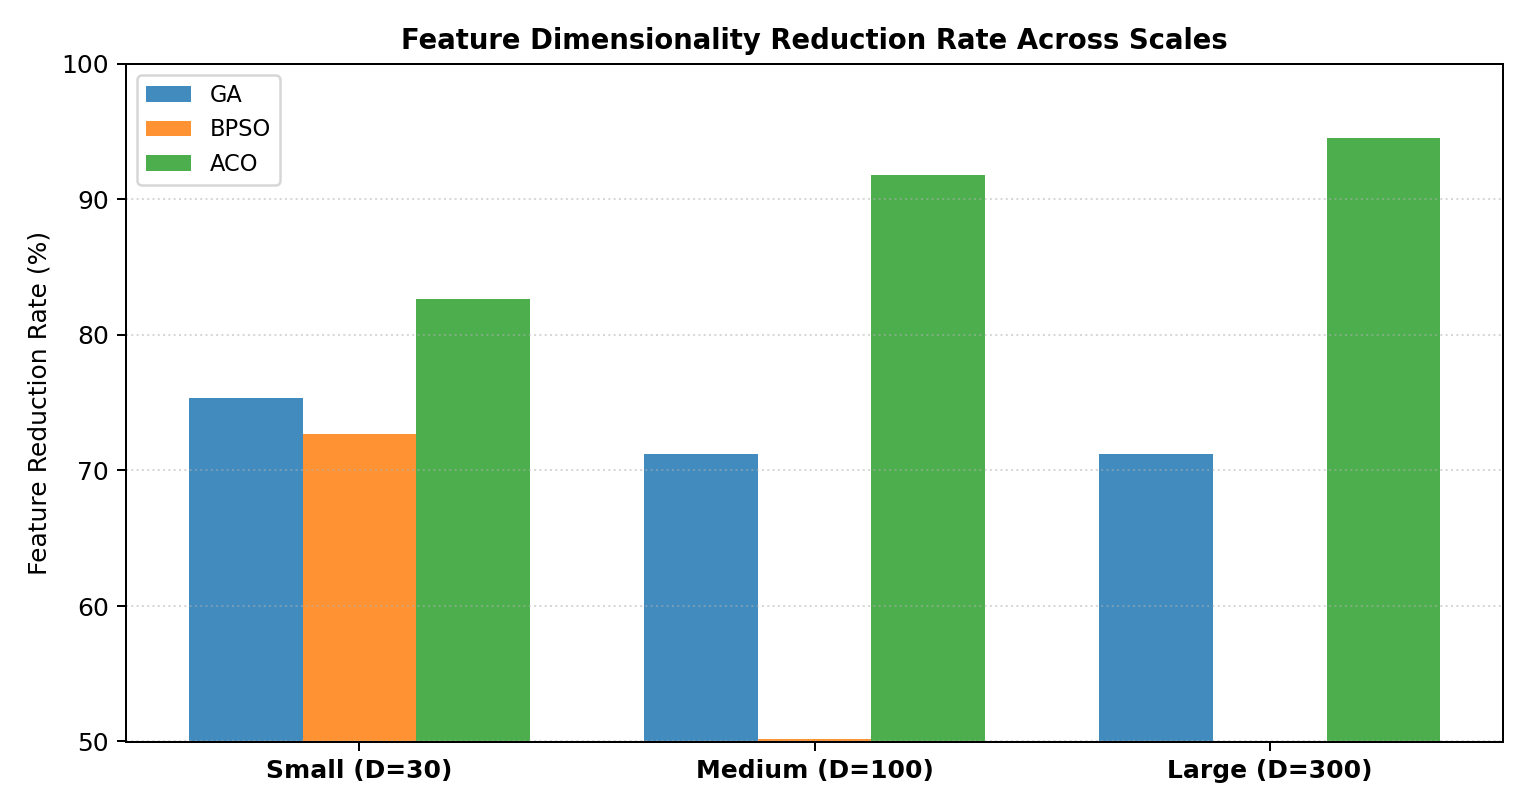 Feature Dimensionality Reduction Rate Across Scales
GA
BPSO
ACO
Feature Reduction Rate (%)
100
90
80
70
60
50
Small (D=30)
Medium (D=100)
Large (D=300)